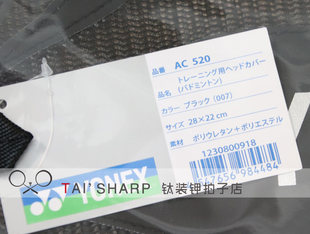 品番 AC 520
品名 トレーニング用ヘッドカバー
(バドミントン)
カラー ブラック (007)
サイズ 28×22cm
素材 ポリウレタン+ポリエステル
1230800918
YONEX
TAI'SHARP 钛装钾拍子店